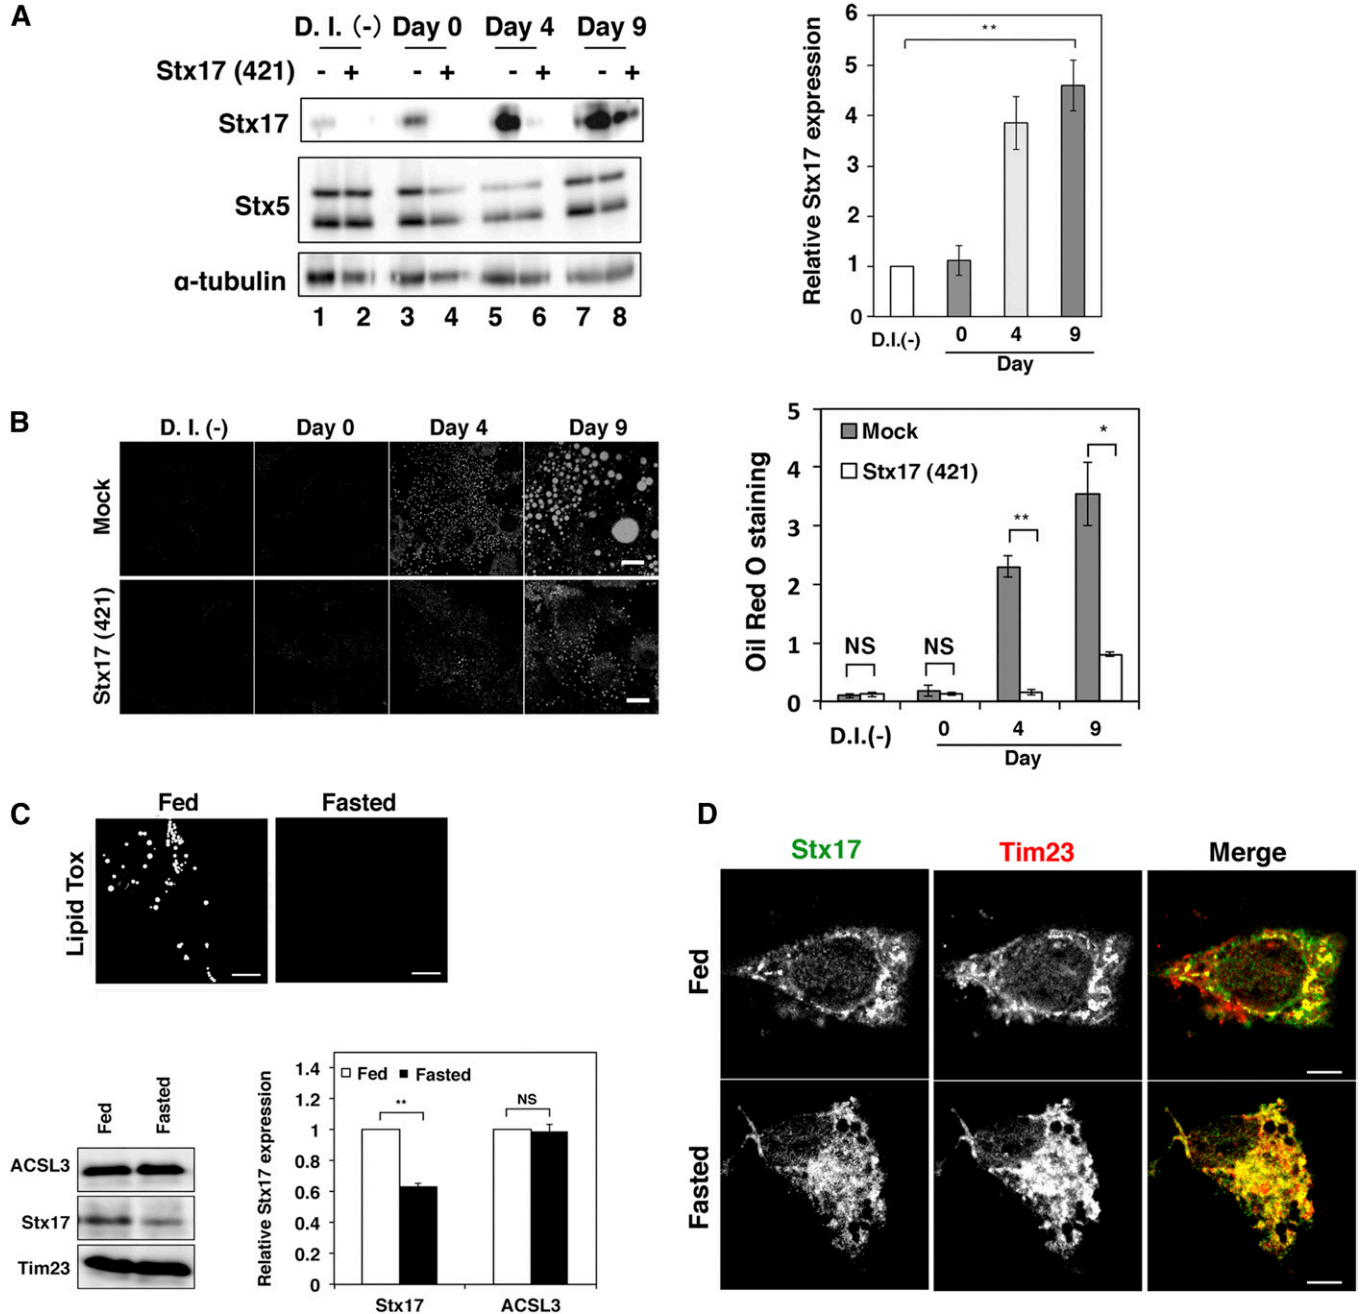 A
D. I. (-) Day 0 Day 4 Day 9
Stx17 (421) - + - + - + - +
Stx17
Stx5
α-tubulin
1 2 3 4 5 6 7 8
Relative Stx17 expression
6
5
4
3
2
1
0
**
D.I.(-) 0 4 9
Day
B
D. I. (-) Day 0 Day 4 Day 9
Mock
Stx17 (421)
Oil Red O staining
5
4
3
2
1
0
Mock
Stx17 (421)
NS NS ** *
D.I.(-) 0 4 9
Day
C
Fed Fasted
Lipid Tox
Fed Fasted
ACSL3
Stx17
Tim23
Relative Stx17 expression
1.4
1.2
1
0.8
0.6
0.4
0.2
0
Fed Fasted
** NS
Stx17 ACSL3
D
Stx17 Tim23 Merge
Fed
Fasted